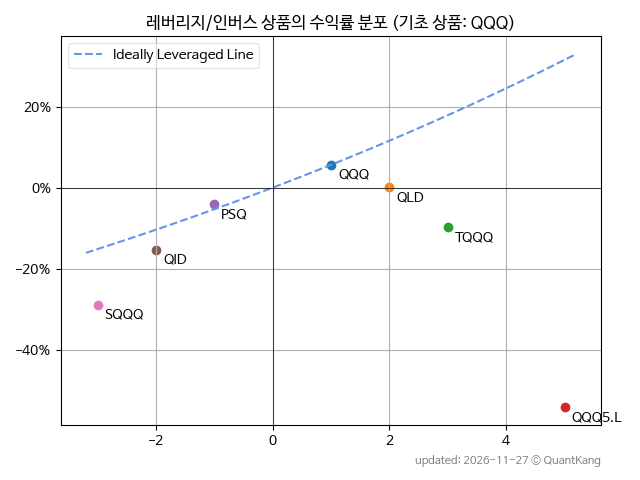 레버리지/인버스 상품의 수익률 분포 (기초 상품: QQQ)
Ideally Leveraged Line
20%
0%
−20%
−40%
QQQ
QLD
PSQ
TQQQ
QID
SQQQ
QQQ5.L
−2
0
2
4
updated: 2026-11-27 © QuantKang